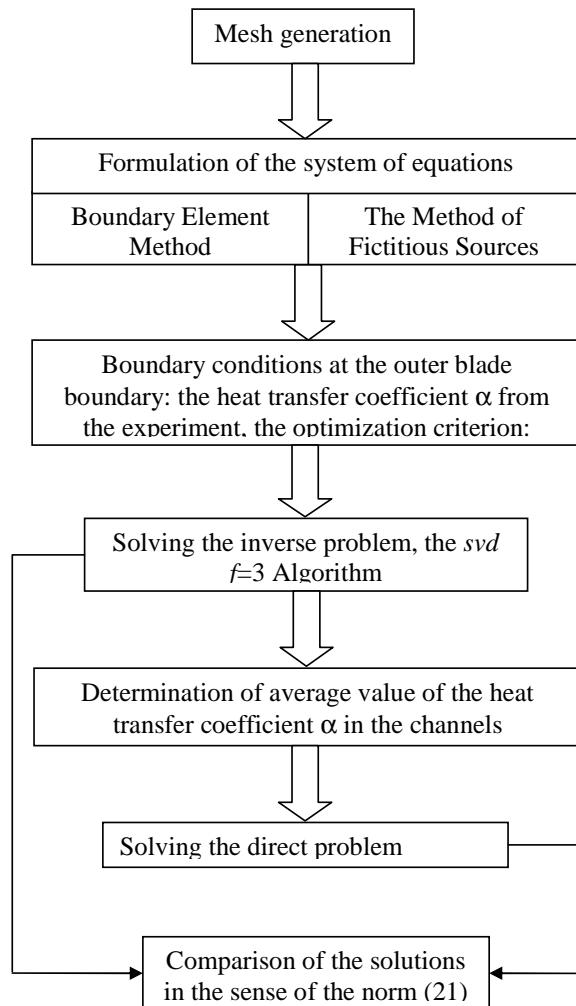 Mesh generation
Formulation of the system of equations
Boundary Element
Method
The Method of
Fictitious Sources
Boundary conditions at the outer blade
boundary: the heat transfer coefficient α from
the experiment, the optimization criterion:
Solving the inverse problem, the svd
f=3 Algorithm
Determination of average value of the heat
transfer coefficient α in the channels
Solving the direct problem
Comparison of the solutions
in the sense of the norm (21)